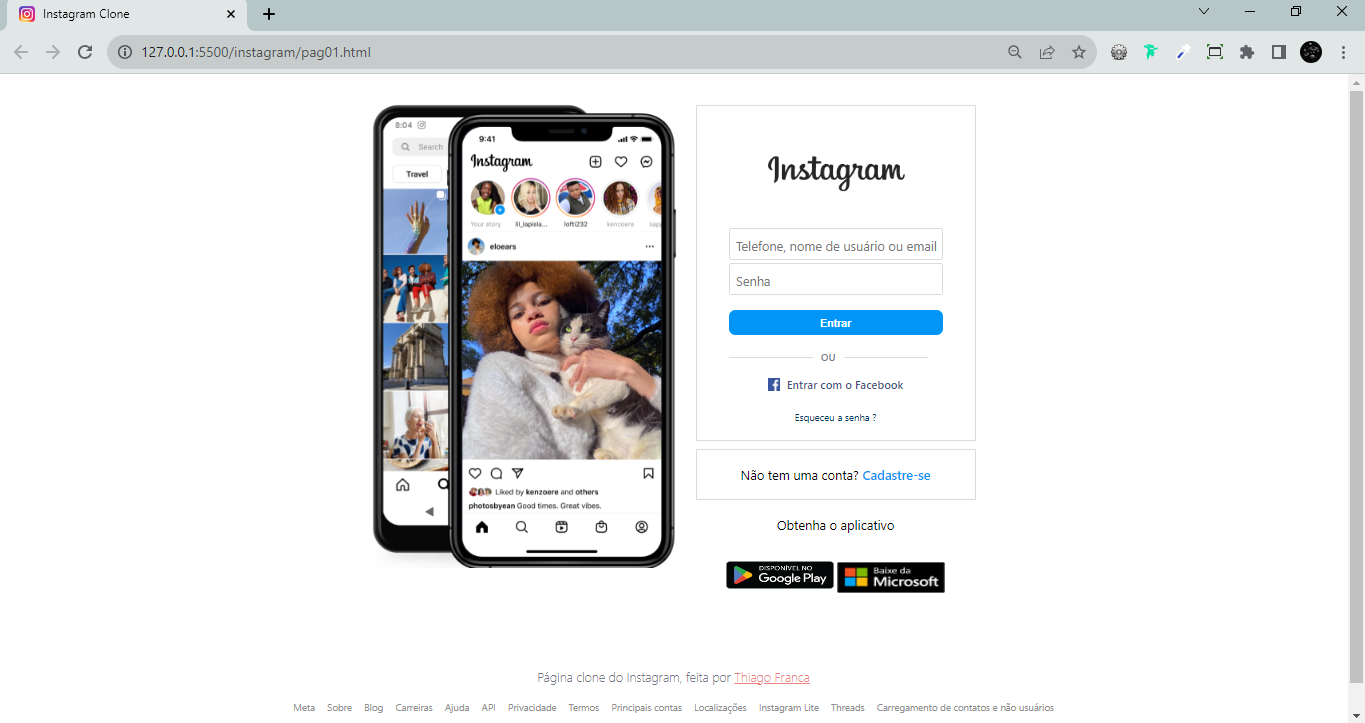 Instagram Clone
127.0.0.1:5500/instagram/pag01.html
8:04
Search
Travel
9:41
Instagram
Your story
lil_lapisla...
lofti232
kenzoere
sapp
eloears
Liked by kenzoere and others
photosbyean Good times. Great vibes.
Instagram
Telefone, nome de usuário ou email
Senha
Entrar
OU
Entrar com o Facebook
Esqueceu a senha ?
Não tem uma conta? Cadastre-se
Obtenha o aplicativo
DISPONÍVEL NO
Google Play
Baixe da
Microsoft
Página clone do Instagram, feita por Thiago Franca
Meta Sobre Blog Carreiras Ajuda API Privacidade Termos Principais contas Localizações Instagram Lite Threads Carregamento de contatos e não usuários